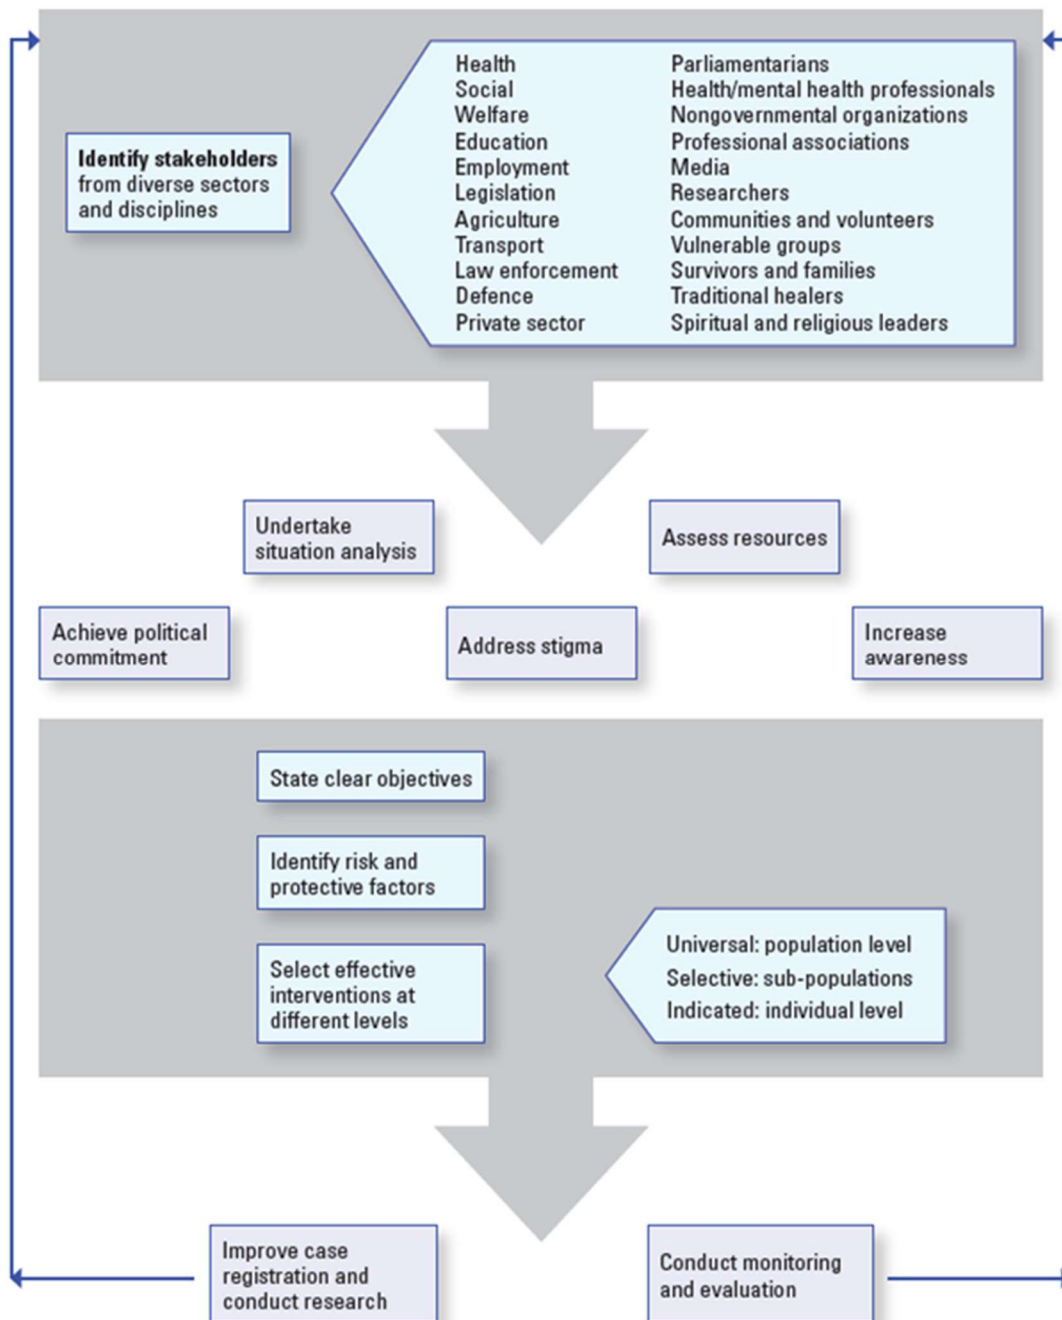 Identify stakeholders
from diverse sectors
and disciplines
Health
Social
Welfare
Education
Employment
Legislation
Agriculture
Transport
Law enforcement
Defence
Private sector
Parliamentarians
Health/mental health professionals
Nongovernmental organizations
Professional associations
Media
Researchers
Communities and volunteers
Vulnerable groups
Survivors and families
Traditional healers
Spiritual and religious leaders
Undertake
situation analysis
Assess resources
Achieve political
commitment
Address stigma
Increase
awareness
State clear objectives
Identify risk and
protective factors
Select effective
interventions at
different levels
Universal: population level
Selective: sub-populations
Indicated: individual level
Improve case
registration and
conduct research
Conduct monitoring
and evaluation